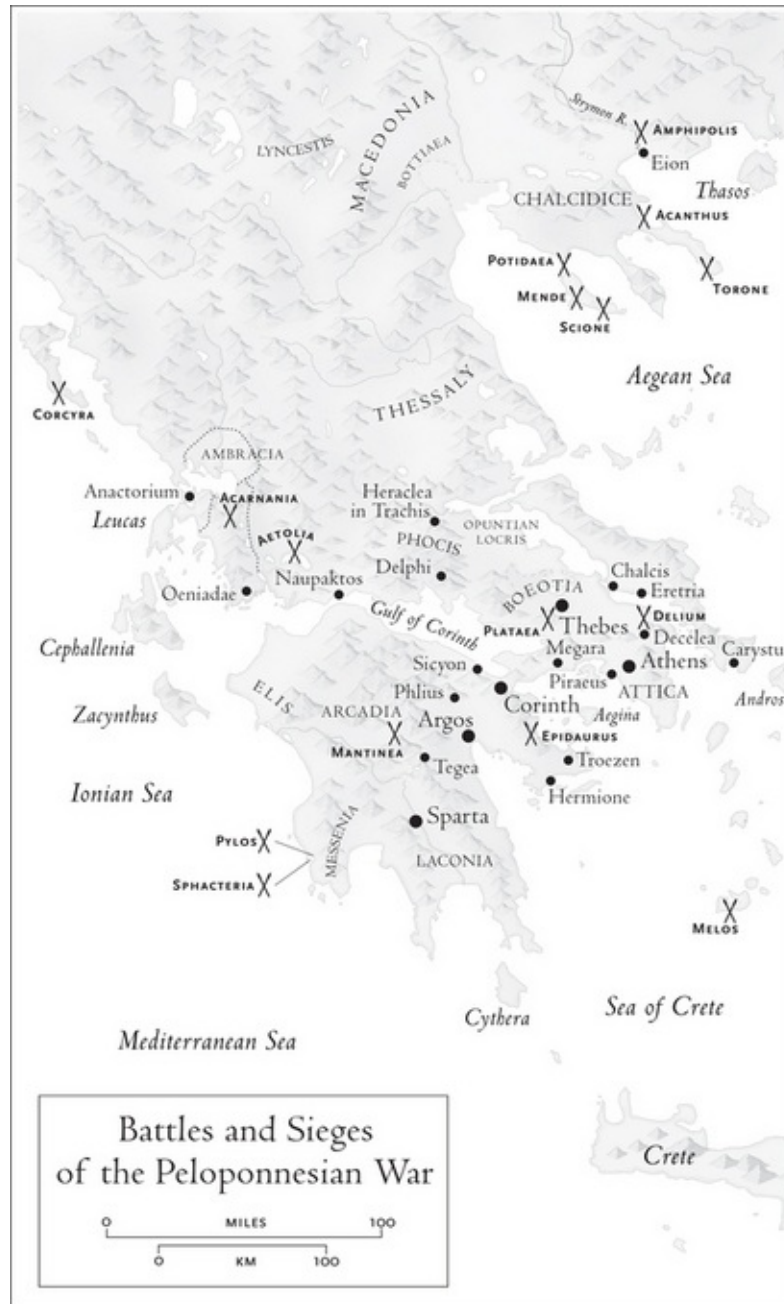 Strymon R.
AMPHIPOLIS
Eion
LYNCESTIS
MACEDONIA
BOTTIAEA
Thasos
CHALCIDICE
ACANTHUS
POTIDAEA
MENDE
SCIONE
TORONE
Aegean Sea
CORCYRA
THESSALY
AMBRACIA
Anactorium
ACARNANIA
Leucas
Heraclea
in Trachis
OPUNTIAN
LOCRIS
AETOLIA
PHOCIS
Delphi
Naupaktos
Oeniadae
Chalcis
Eretria
BOEOTIA
DELIUM
PLATAEA
Thebes
Decelea
Gulf of Corinth
Cephallenia
Megara
Athens
Carystu
Sicyon
Piraeus
ATTICA
Andros
Phlius
Corinth
Aegina
ELIS
Zacynthus
ARCADIA
Argos
EPIDAURUS
MANTINEA
Tegea
Troezen
Hermione
Ionian Sea
Sparta
PYLOS
MESSENIA
LACONIA
SPHACTERIA
MELOS
Cythera
Sea of Crete
Mediterranean Sea
Crete
Battles and Sieges
of the Peloponnesian War
0 MILES 100
0 KM 100